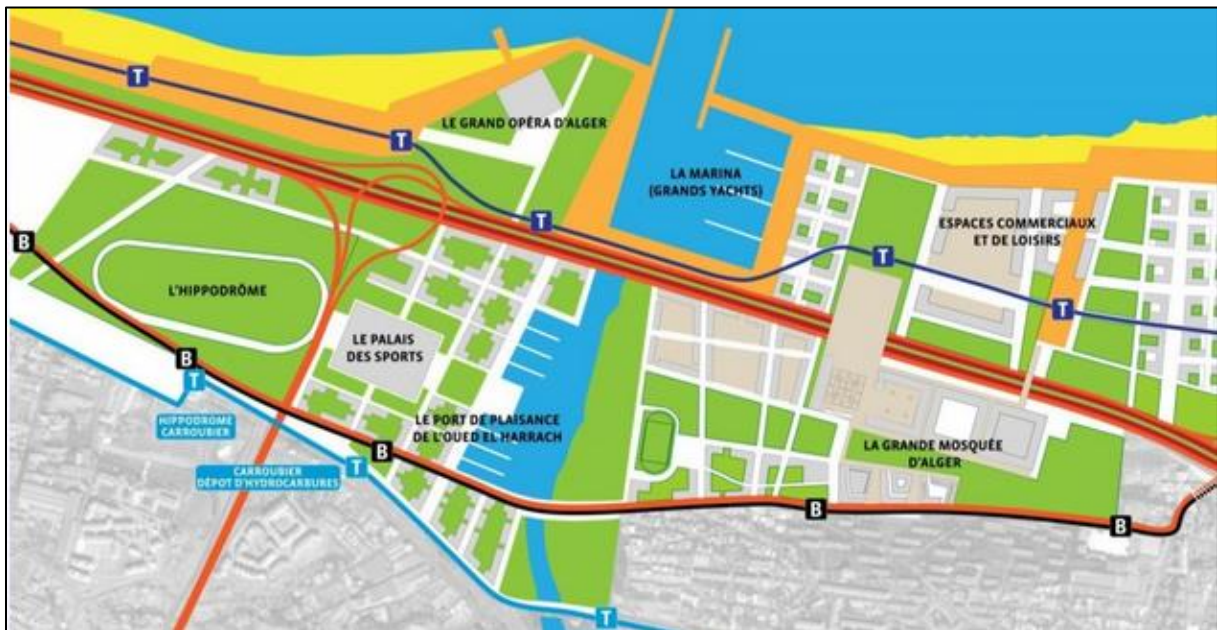 T
T
LE GRAND OPÉRA D'ALGER
LA MARINA
(GRANDS YACHTS)
T
ESPACES COMMERCIAUX
ET DE LOISIRS
B
T
L'HIPPODRÔME
T
LE PALAIS
DES SPORTS
B
T
HIPPODROME
CARROUBIER
LE PORT DE PLAISANCE
DE L'OUED EL HARRACH
B
LA GRANDE MOSQUÉE
D'ALGER
CARROUBIER
DÉPOT D'HYDROCARBURES
T
B
B
T